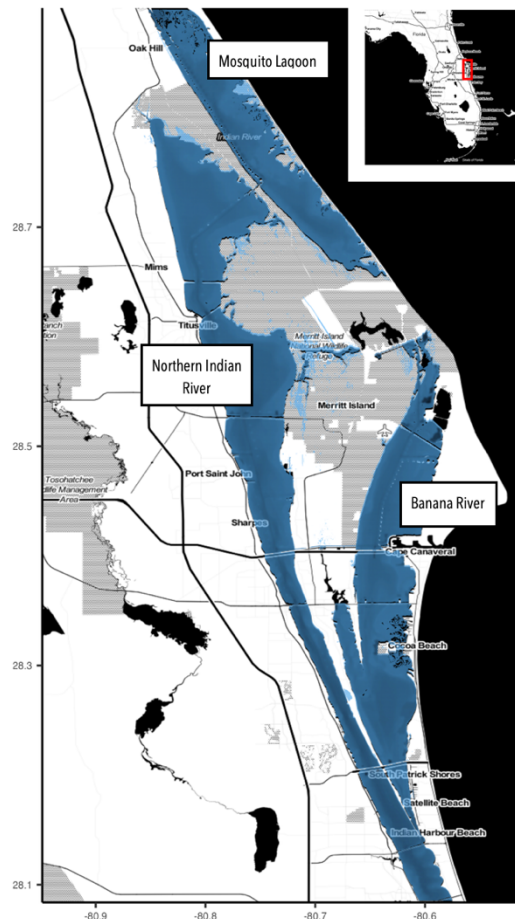 Oak Hill
Mosquito Lagoon
Florida
Indian River
28.7
Mims
Titusville
Merritt Island
National Wildlife
Refuge
Northern Indian
River
Merritt Island
28.5
Port Saint John
Tosohatchee
Wildlife Management
Area
Banana River
Sharpes
Cape Canaveral
Cocoa Beach
28.3
South Patrick Shores
Satellite Beach
Indian Harbour Beach
28.1
-80.9
-80.8
-80.7
-80.6